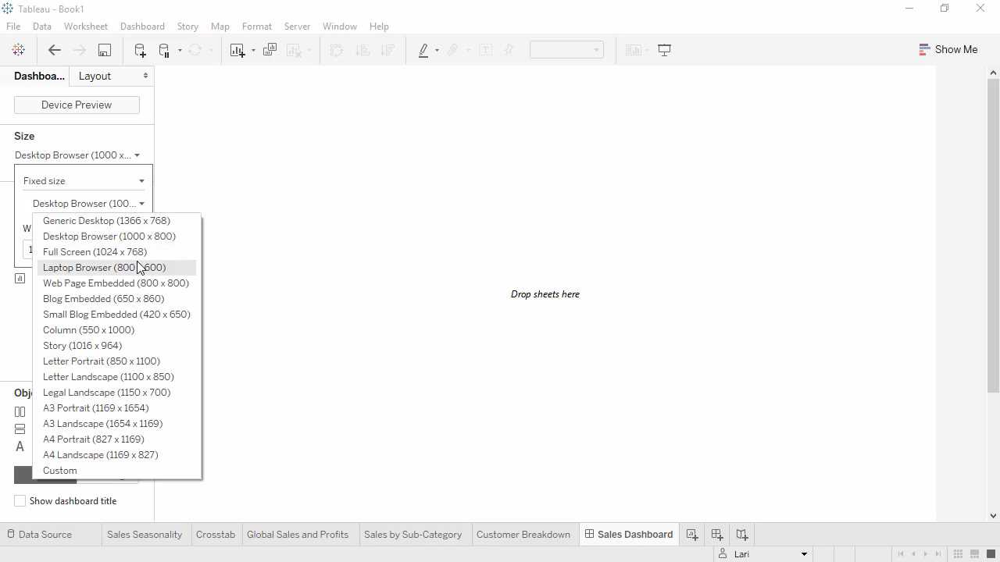 Tableau - Book1
File Data Worksheet Dashboard Story Map Format Server Window Help
Show Me
Dashboa... Layout
Device Preview
Size
Desktop Browser (1000 x...
Fixed size
Desktop Browser (100...
Generic Desktop (1366 x 768)
Desktop Browser (1000 x 800)
Full Screen (1024 x 768)
Laptop Browser (800 x 600)
Web Page Embedded (800 x 800)
Blog Embedded (650 x 860)
Small Blog Embedded (420 x 650)
Column (550 x 1000)
Story (1016 x 964)
Letter Portrait (850 x 1100)
Letter Landscape (1100 x 850)
Legal Landscape (1150 x 700)
A3 Portrait (1169 x 1654)
A3 Landscape (1654 x 1169)
A4 Portrait (827 x 1169)
A4 Landscape (1169 x 827)
Custom
Drop sheets here
Show dashboard title
Data Source Sales Seasonality Crosstab Global Sales and Profits Sales by Sub-Category Customer Breakdown Sales Dashboard
Lari